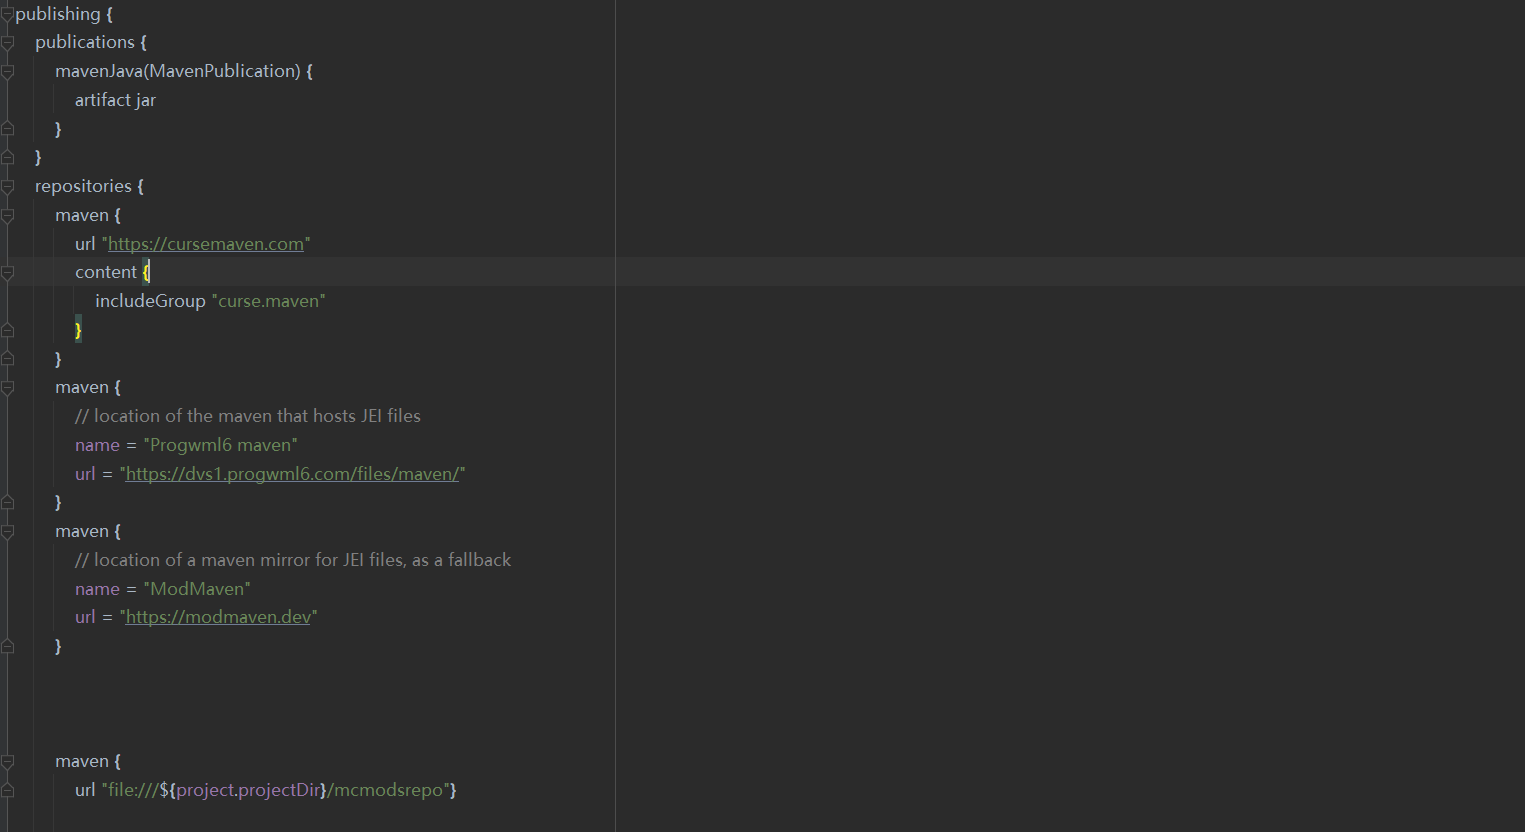 publishing {
publications {
mavenJava(MavenPublication) {
artifact jar
}
}
repositories {
maven {
url "https://cursemaven.com"
content {
includeGroup "curse.maven"
}
}
maven {
// location of the maven that hosts JEI files
name = "Progwml6 maven"
url = "https://dvs1.progwml6.com/files/maven/"
}
maven {
// location of a maven mirror for JEI files, as a fallback
name = "ModMaven"
url = "https://modmaven.dev"
}
maven {
url "file:///${project.projectDir}/mcmodsrepo"}